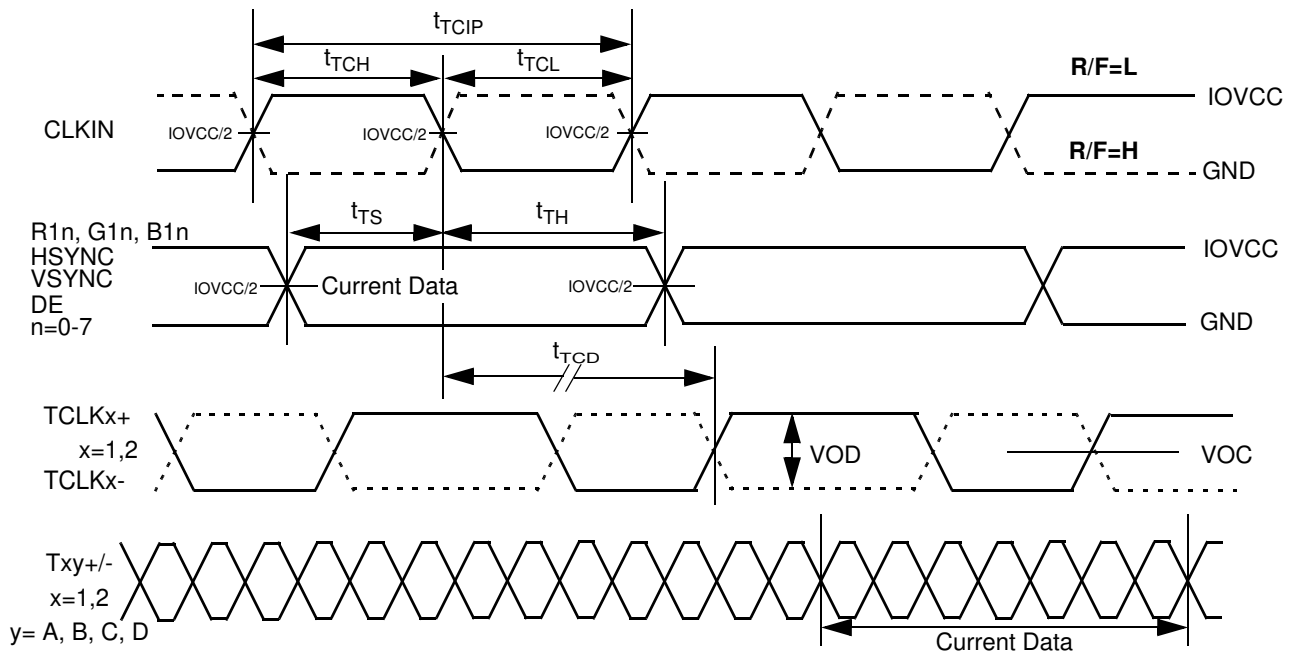 tTCIP
tTCH
tTCL
R/F=L
IOVCC
CLKIN
IOVCC/2
IOVCC/2
IOVCC/2
R/F=H
GND
tTS
tTH
R1n, G1n, B1n
HSYNC
VSYNC
DE
n=0-7
IOVCC/2
Current Data
IOVCC/2
IOVCC
GND
tTCD
TCLKx+
x=1,2
TCLKx-
VOD
VOC
Txy+/-
x=1,2
y= A, B, C, D
Current Data